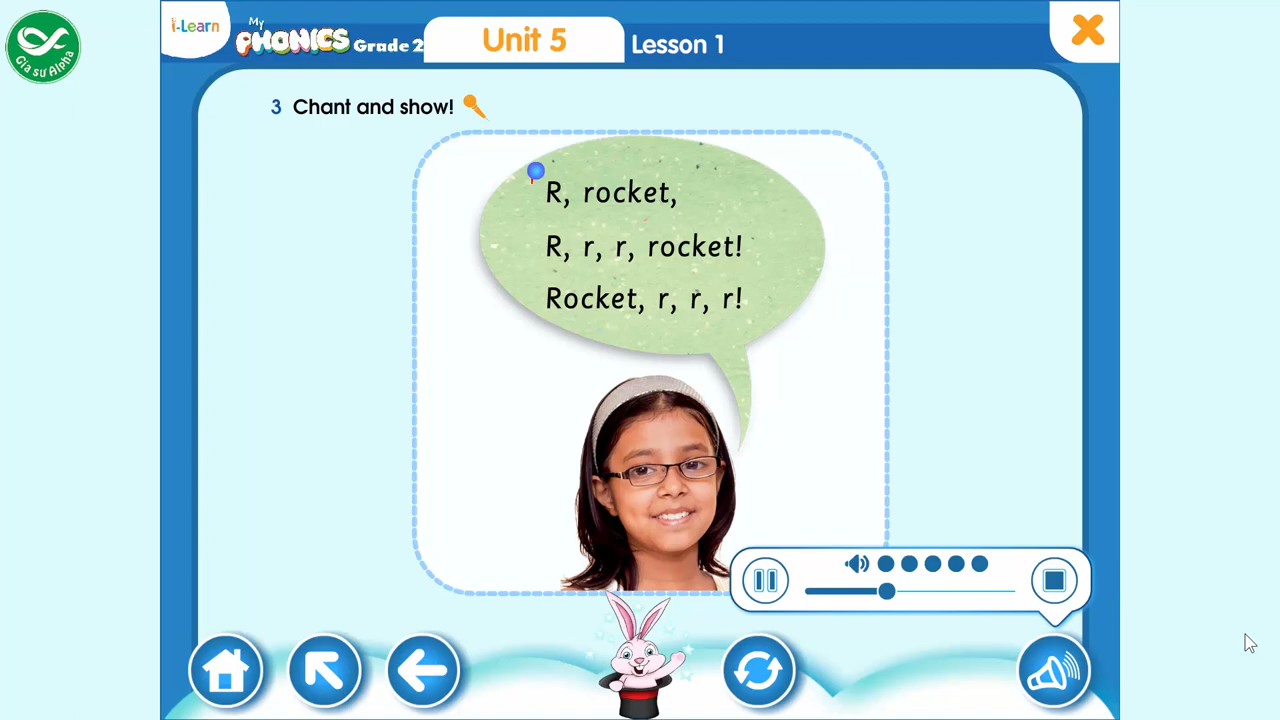 Gia sư Alpha
i-Learn
My
PHONICS Grade 2
Unit 5
Lesson 1
3 Chant and show!
R, rocket,
R, r, r, rocket!
Rocket, r, r, r!